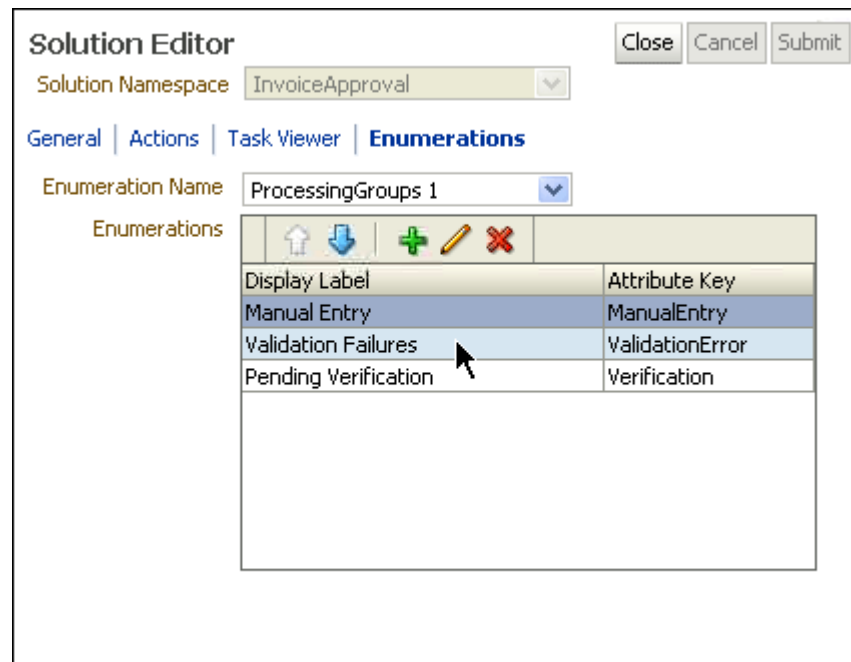 Solution Editor Close Cancel Submit
Solution Namespace InvoiceApproval
General | Actions | Task Viewer | Enumerations
Enumeration Name ProcessingGroups 1
Enumerations
Display Label Attribute Key
Manual Entry ManualEntry
Validation Failures ValidationError
Pending Verification Verification